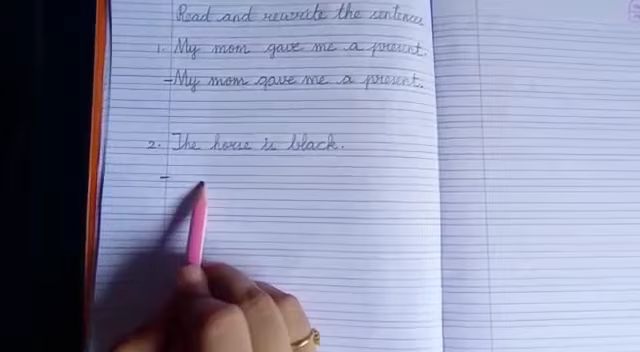 Read and rewrite the sentences
1. My mom gave me a present.
- My mom gave me a present.
2. The horse is black.
-